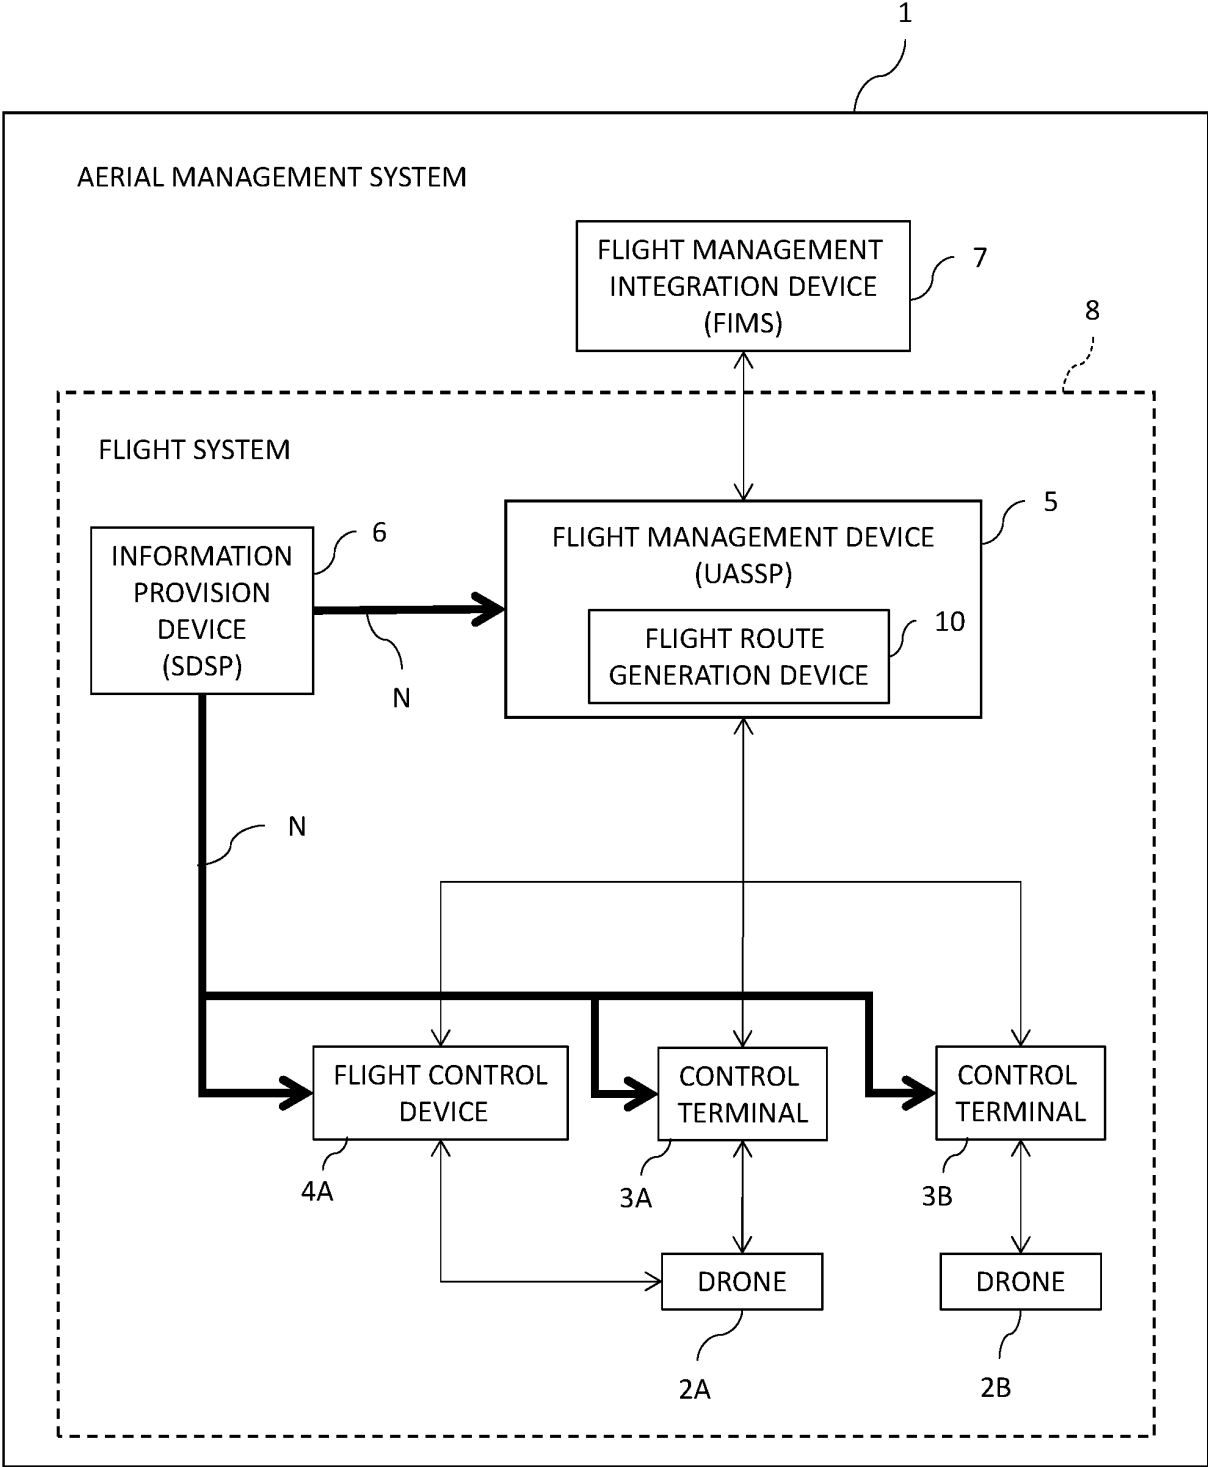 1
AERIAL MANAGEMENT SYSTEM
FLIGHT MANAGEMENT
INTEGRATION DEVICE
(FIMS)
7
8
FLIGHT SYSTEM
INFORMATION
PROVISION
DEVICE
(SDSP)
6
N
FLIGHT MANAGEMENT DEVICE
(UASSP)
5
FLIGHT ROUTE
GENERATION DEVICE
10
N
FLIGHT CONTROL
DEVICE
4A
CONTROL
TERMINAL
3A
CONTROL
TERMINAL
3B
DRONE
2A
DRONE
2B